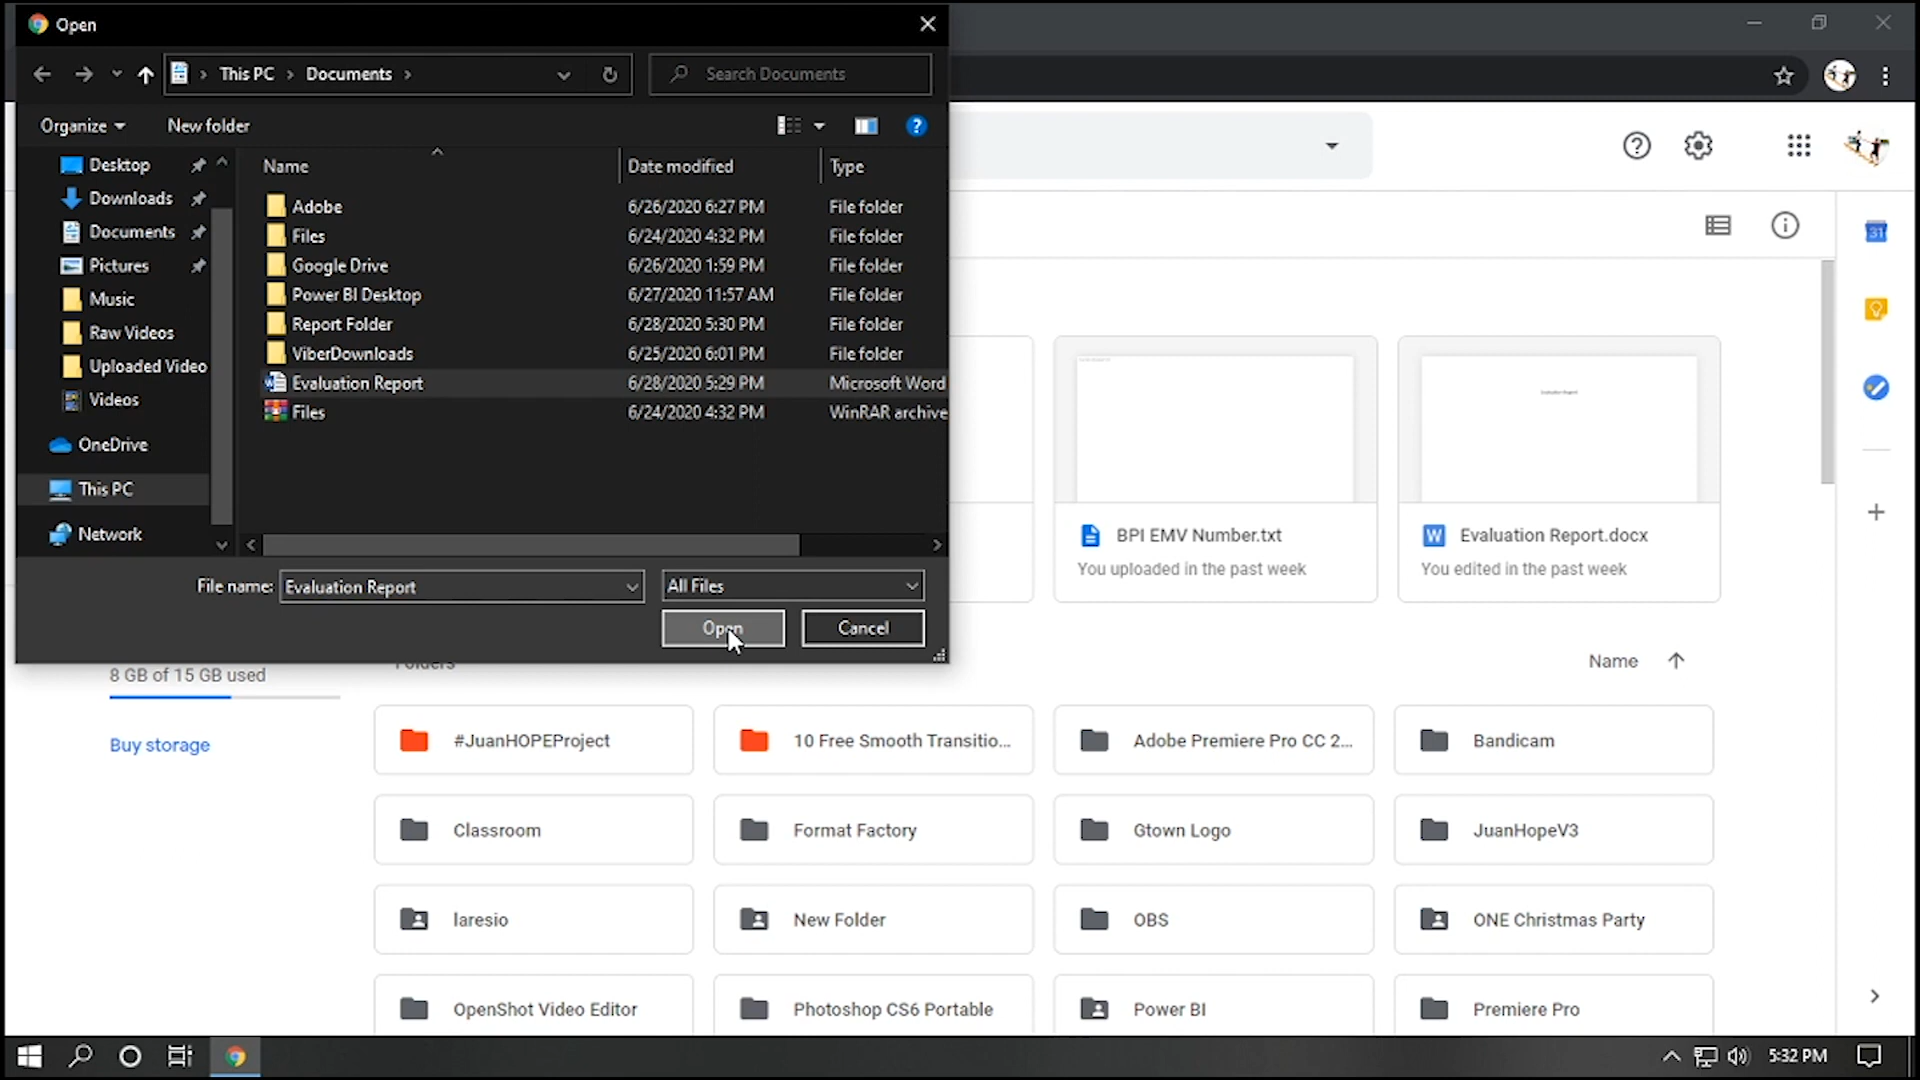 Open
This PC > Documents >
Search Documents
Organize
New folder
Name
Date modified
Type
Desktop
Downloads
Documents
Pictures
Music
Raw Videos
Uploaded Video
Videos
OneDrive
This PC
Network
Adobe 6/26/2020 6:27 PM File folder
Files 6/24/2020 4:32 PM File folder
Google Drive 6/26/2020 1:59 PM File folder
Power BI Desktop 6/27/2020 11:57 AM File folder
Report Folder 6/28/2020 5:30 PM File folder
ViberDownloads 6/25/2020 6:01 PM File folder
Evaluation Report 6/28/2020 5:29 PM Microsoft Word
Files 6/24/2020 4:32 PM WinRAR archive
File name: Evaluation Report
All Files
Open
Cancel
31
Evaluation Report
BPI EMV Number.txt
You uploaded in the past week
W Evaluation Report.docx
You edited in the past week
8 GB of 15 GB used
Buy storage
Folders
Name
#JuanHOPEProject
10 Free Smooth Transitio...
Adobe Premiere Pro CC 2...
Bandicam
Classroom
Format Factory
Gtown Logo
JuanHopeV3
laresio
New Folder
OBS
ONE Christmas Party
OpenShot Video Editor
Photoshop CS6 Portable
Power BI
Premiere Pro
5:32 PM